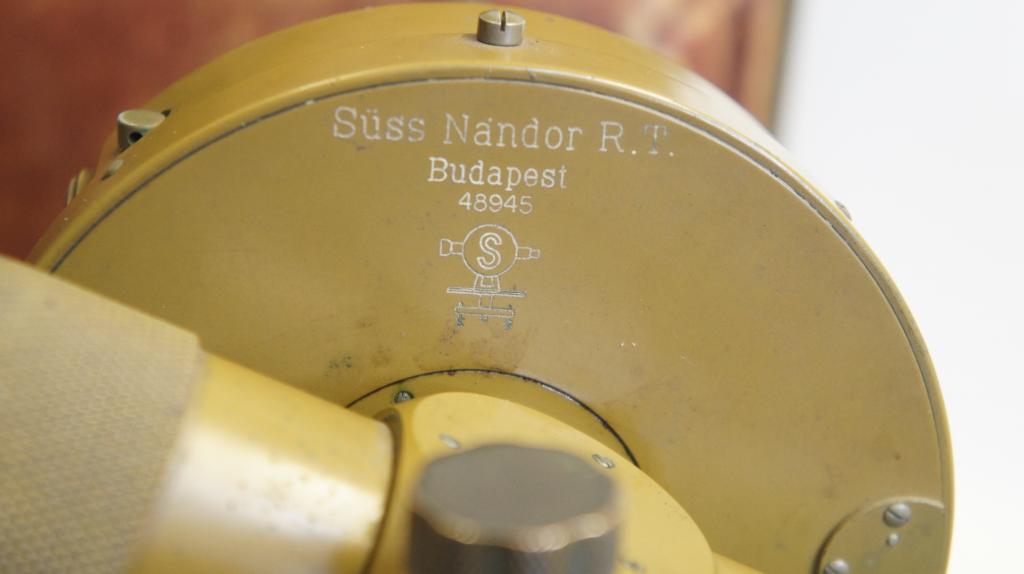 Süss Nándor R.T.
Budapest
48945
S